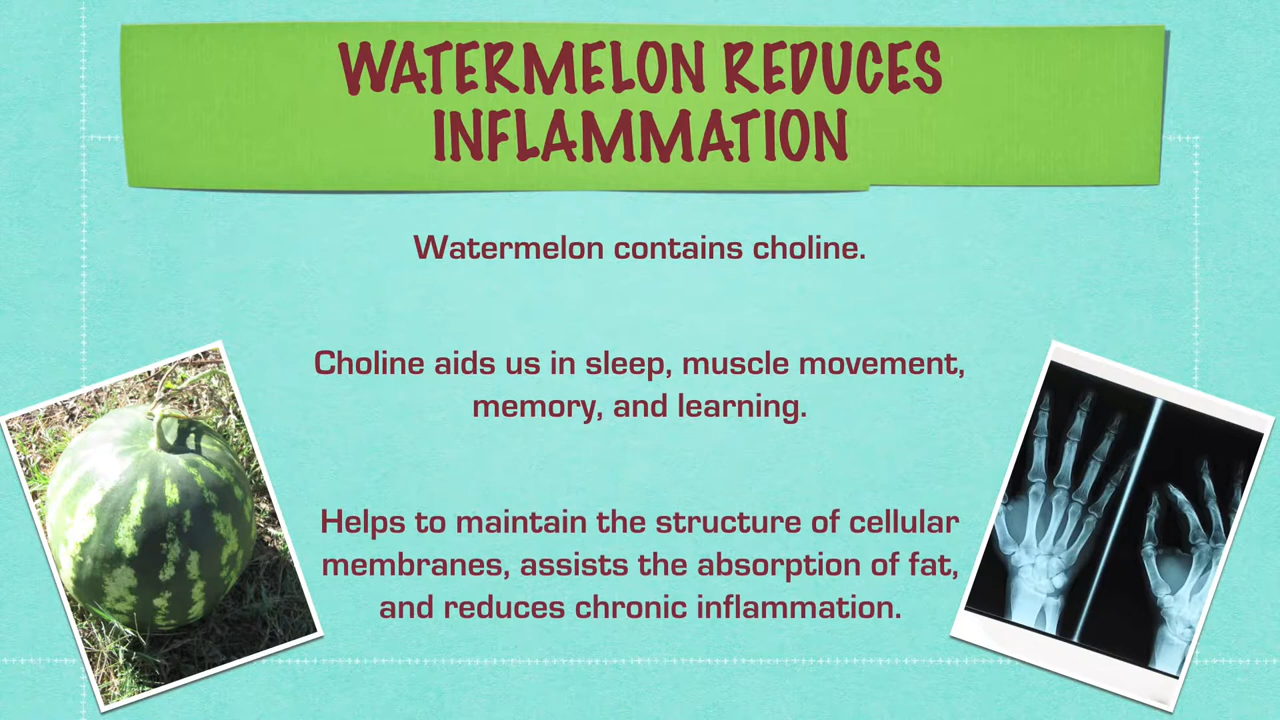 WATERMELON REDUCES
INFLAMMATION
Watermelon contains choline.
Choline aids us in sleep, muscle movement,
memory, and learning.
Helps to maintain the structure of cellular
membranes, assists the absorption of fat,
and reduces chronic inflammation.